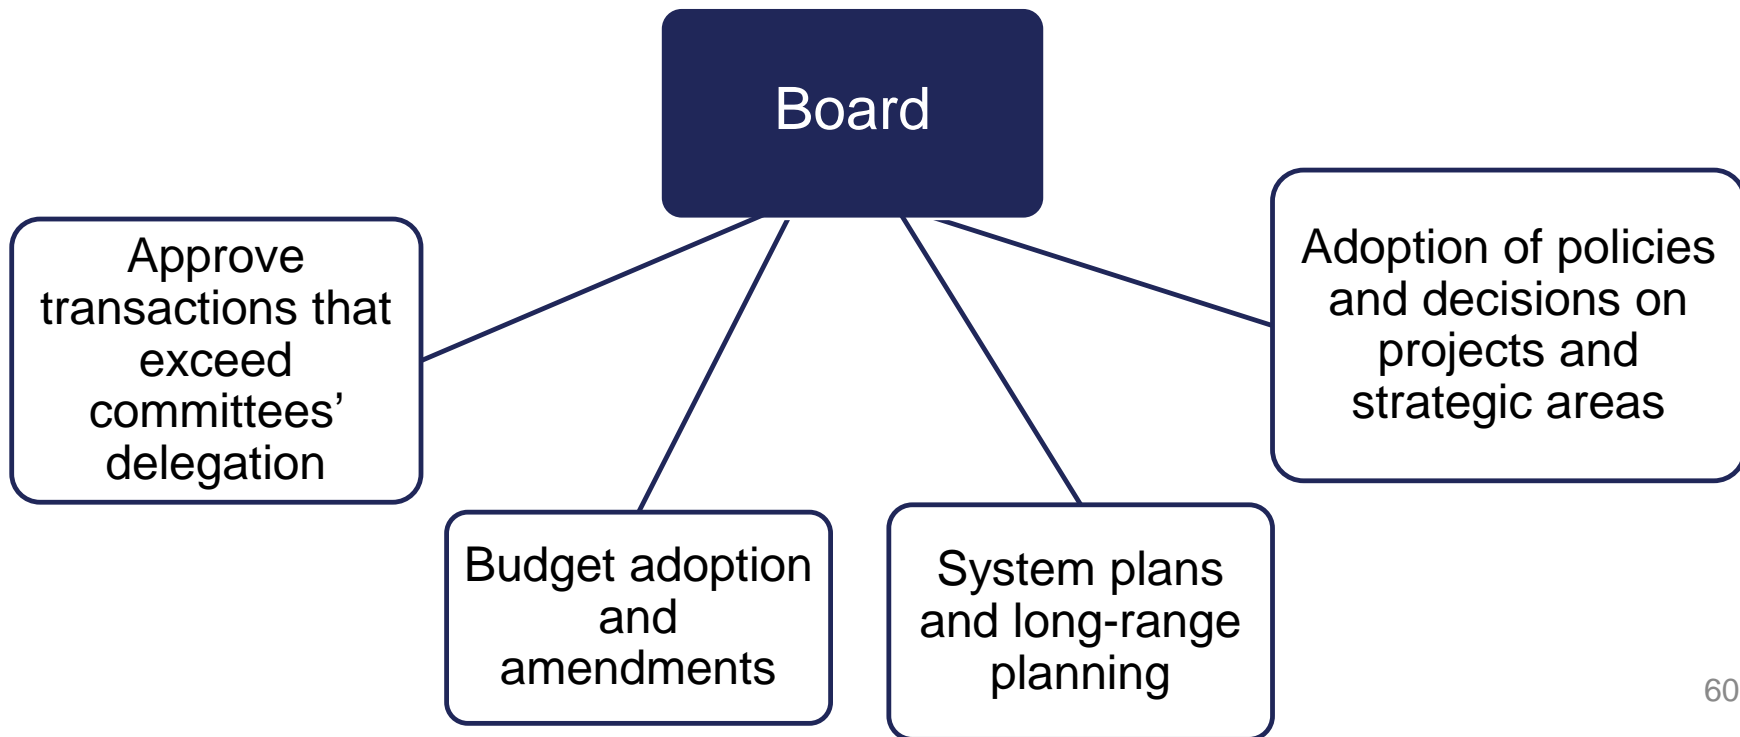 Board
Approve
transactions that
exceed
committees’
delegation
Budget adoption
and
amendments
System plans
and long-range
planning
Adoption of policies
and decisions on
projects and
strategic areas
60